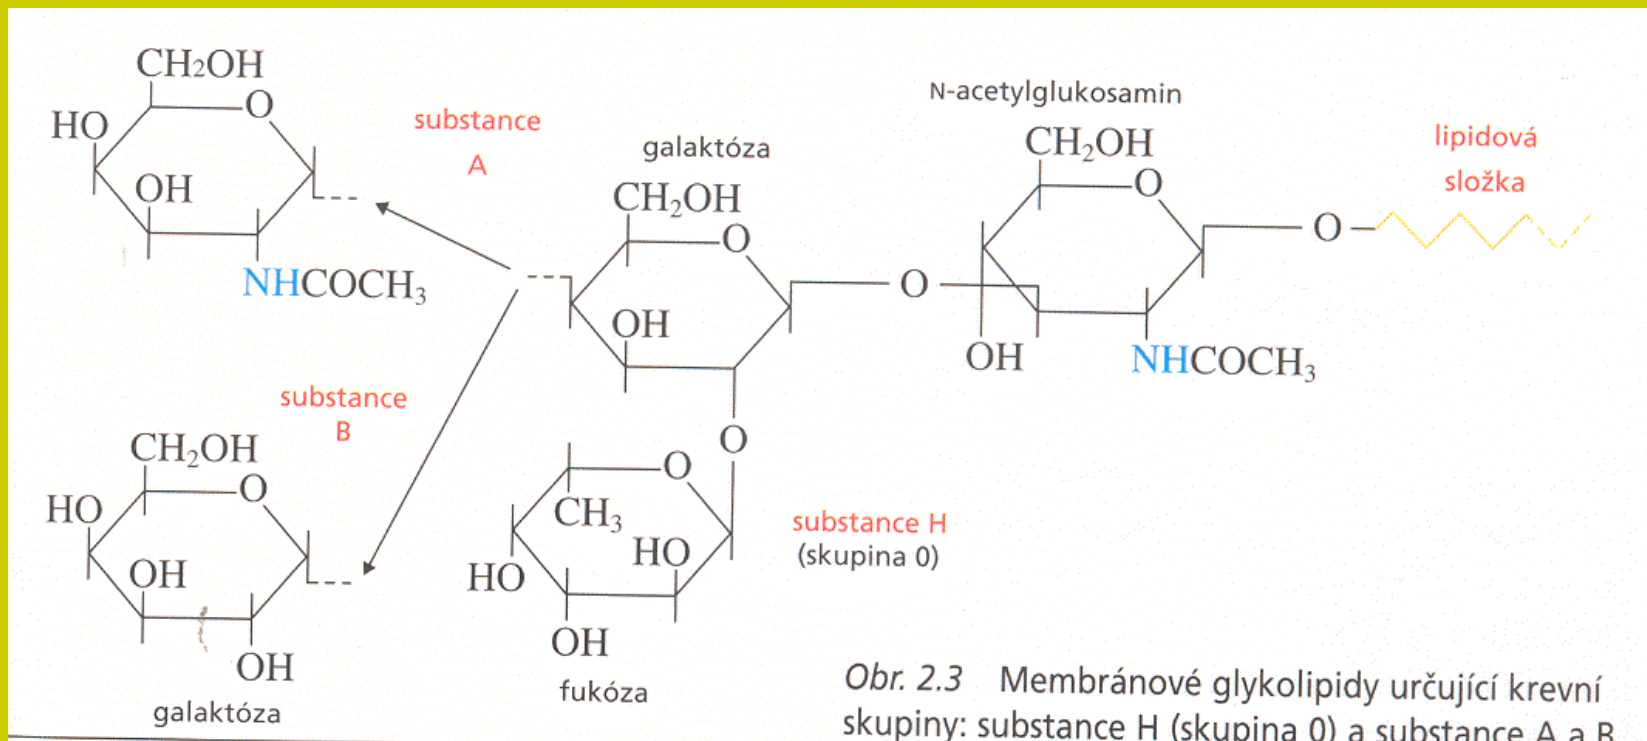 CH₂OH
O
HO
OH
NHCOCH₃
substance
A
galaktóza
CH₂OH
O
OH
O
N-acetylglukosamin
CH₂OH
O
OH
NHCOCH₃
O
lipidová
složka
substance
B
CH₂OH
O
HO
OH
OH
galaktóza
O
O
CH₃
HO
HO
OH
fukóza
substance H
(skupina 0)
Obr. 2.3 Membránové glykolipidy určující krevní
skupiny: substance H (skupina 0) a substance A a B